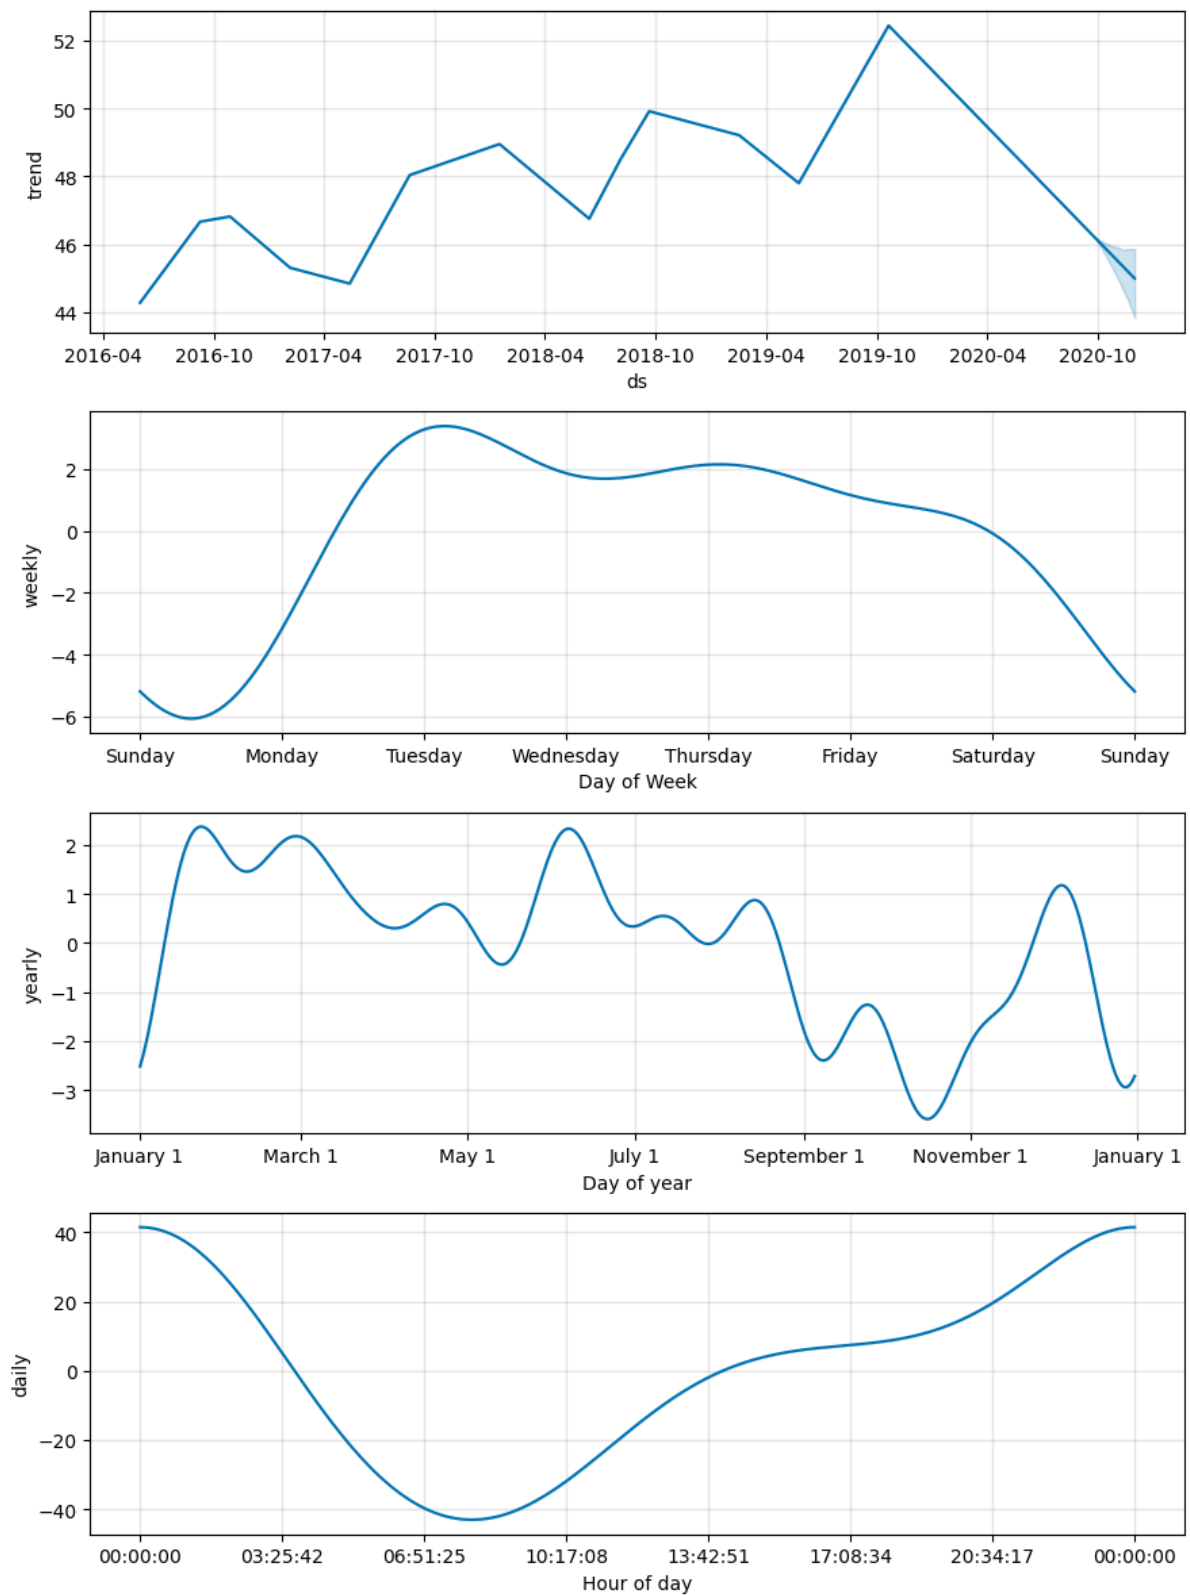 52
50
48
46
44
trend
2016-04 2016-10 2017-04 2017-10 2018-04 2018-10 2019-04 2019-10 2020-04 2020-10
ds
2
0
−2
−4
−6
weekly
Sunday Monday Tuesday Wednesday Thursday Friday Saturday Sunday
Day of Week
2
1
0
−1
−2
−3
yearly
January 1 March 1 May 1 July 1 September 1 November 1 January 1
Day of year
40
20
0
−20
−40
daily
00:00:00 03:25:42 06:51:25 10:17:08 13:42:51 17:08:34 20:34:17 00:00:00
Hour of day